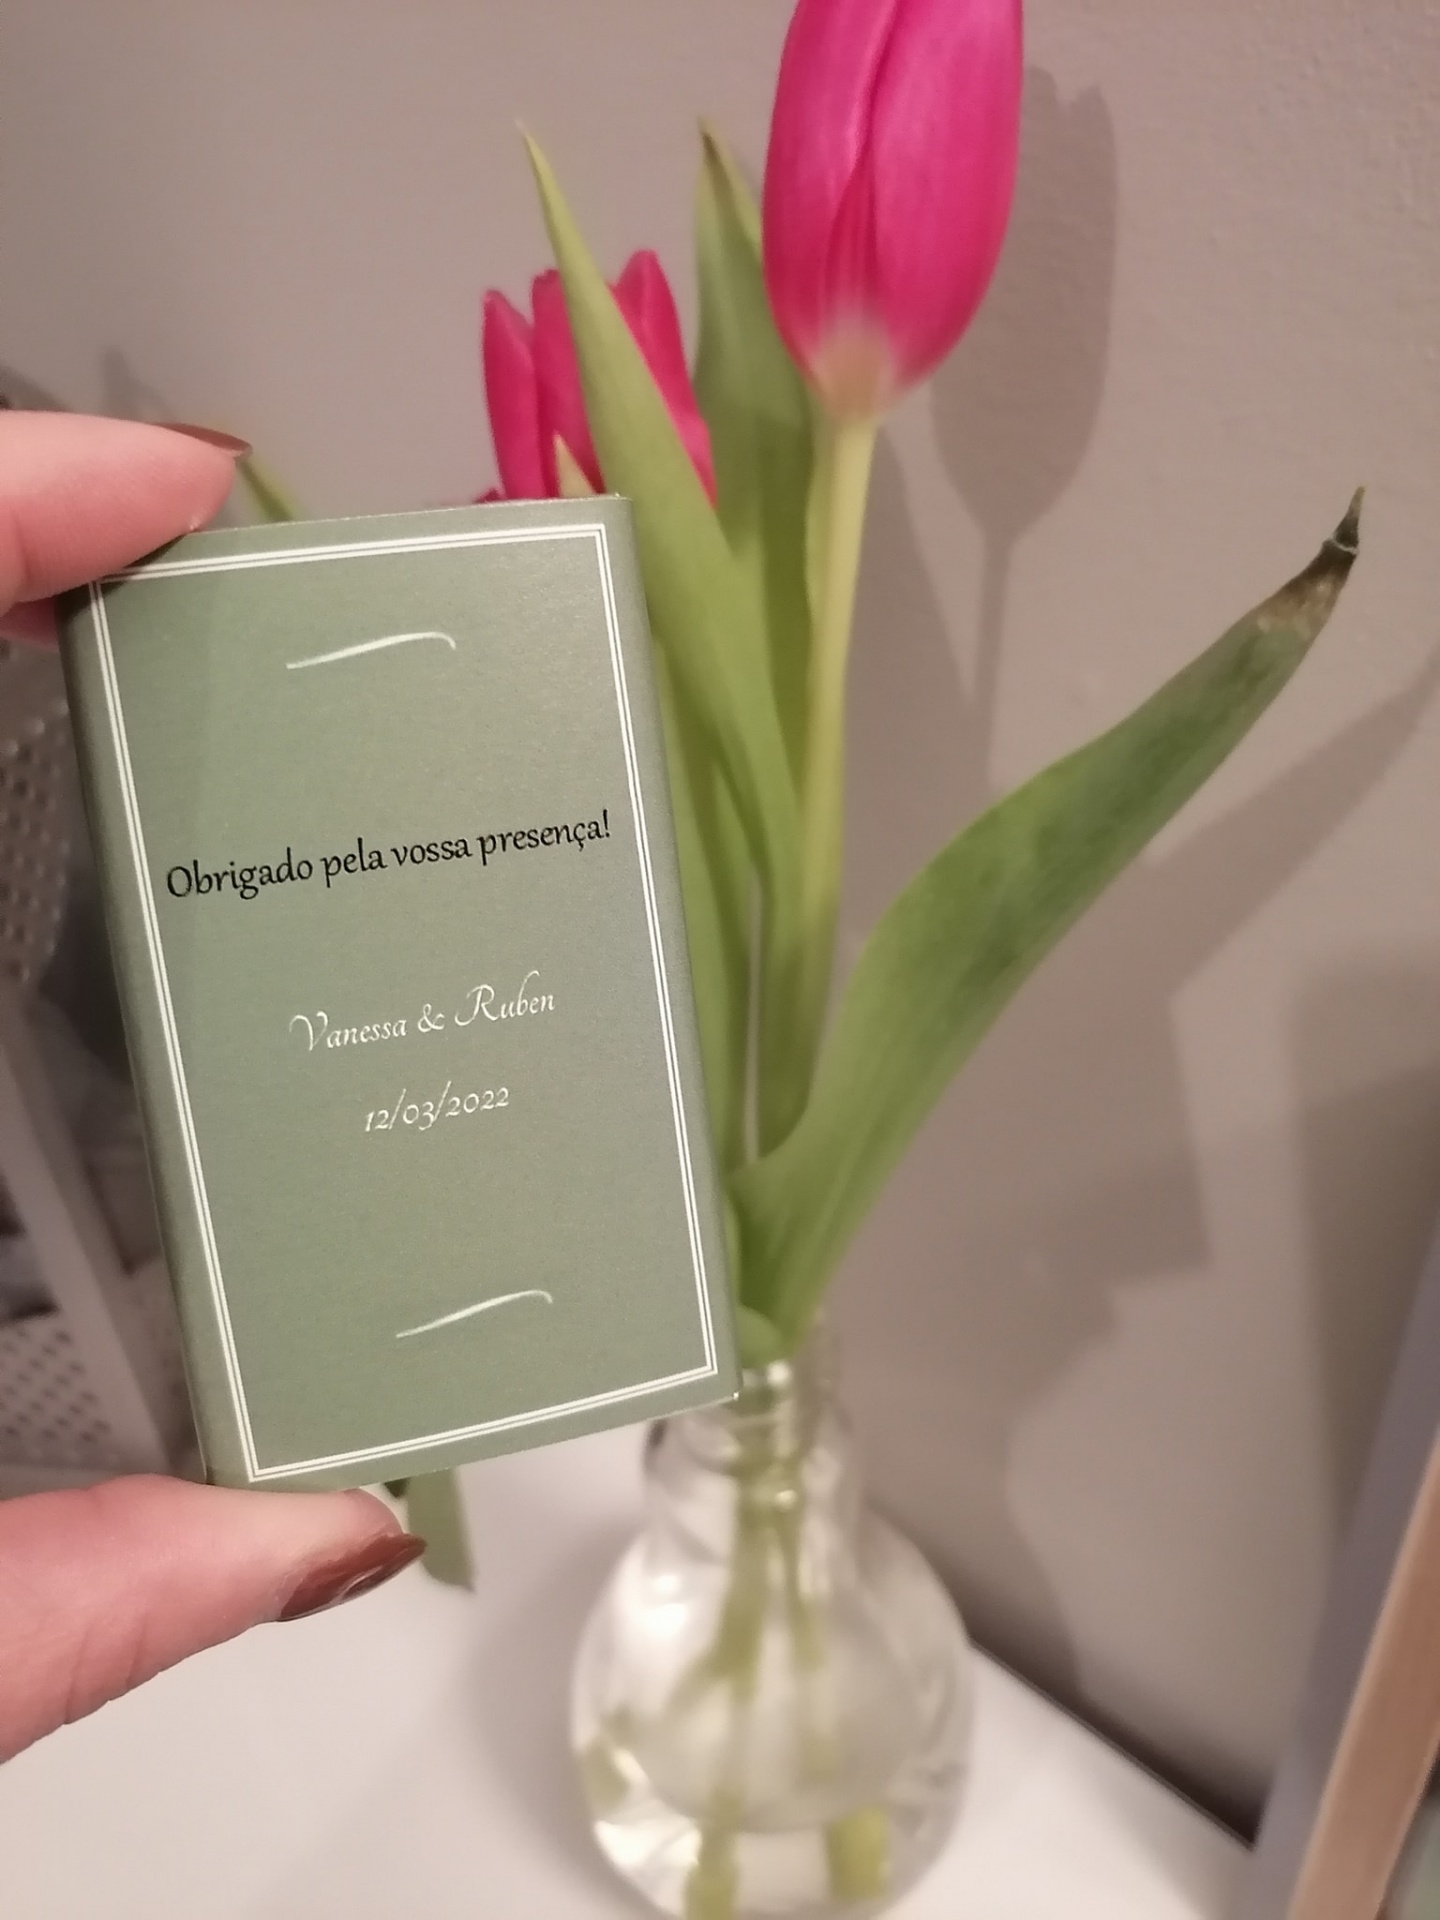 Obrigado pela vossa presença!
Vanessa & Ruben
12/03/2022